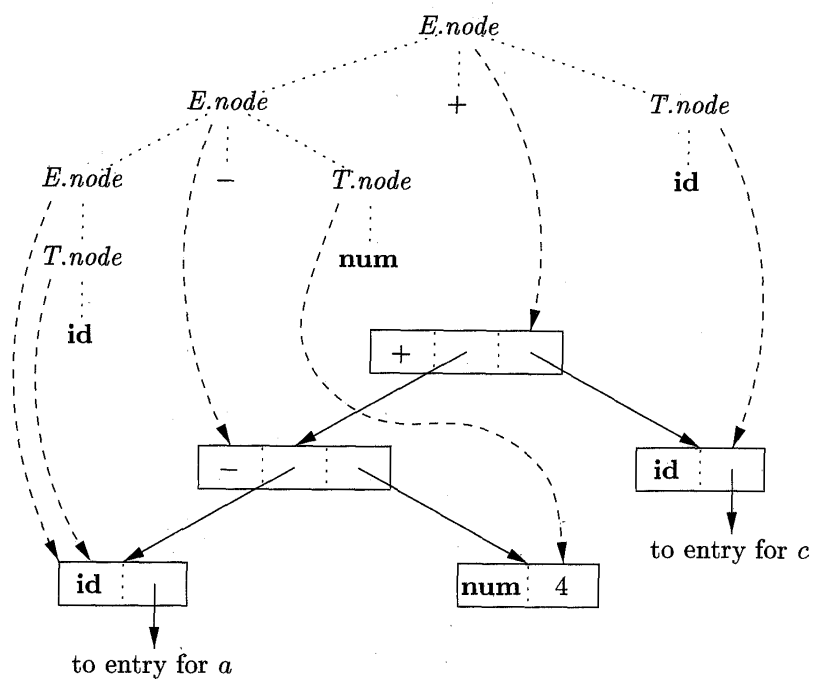 E.node
E.node + T.node
E.node − T.node id
T.node num
id
+
− id
to entry for c
id num 4
to entry for a